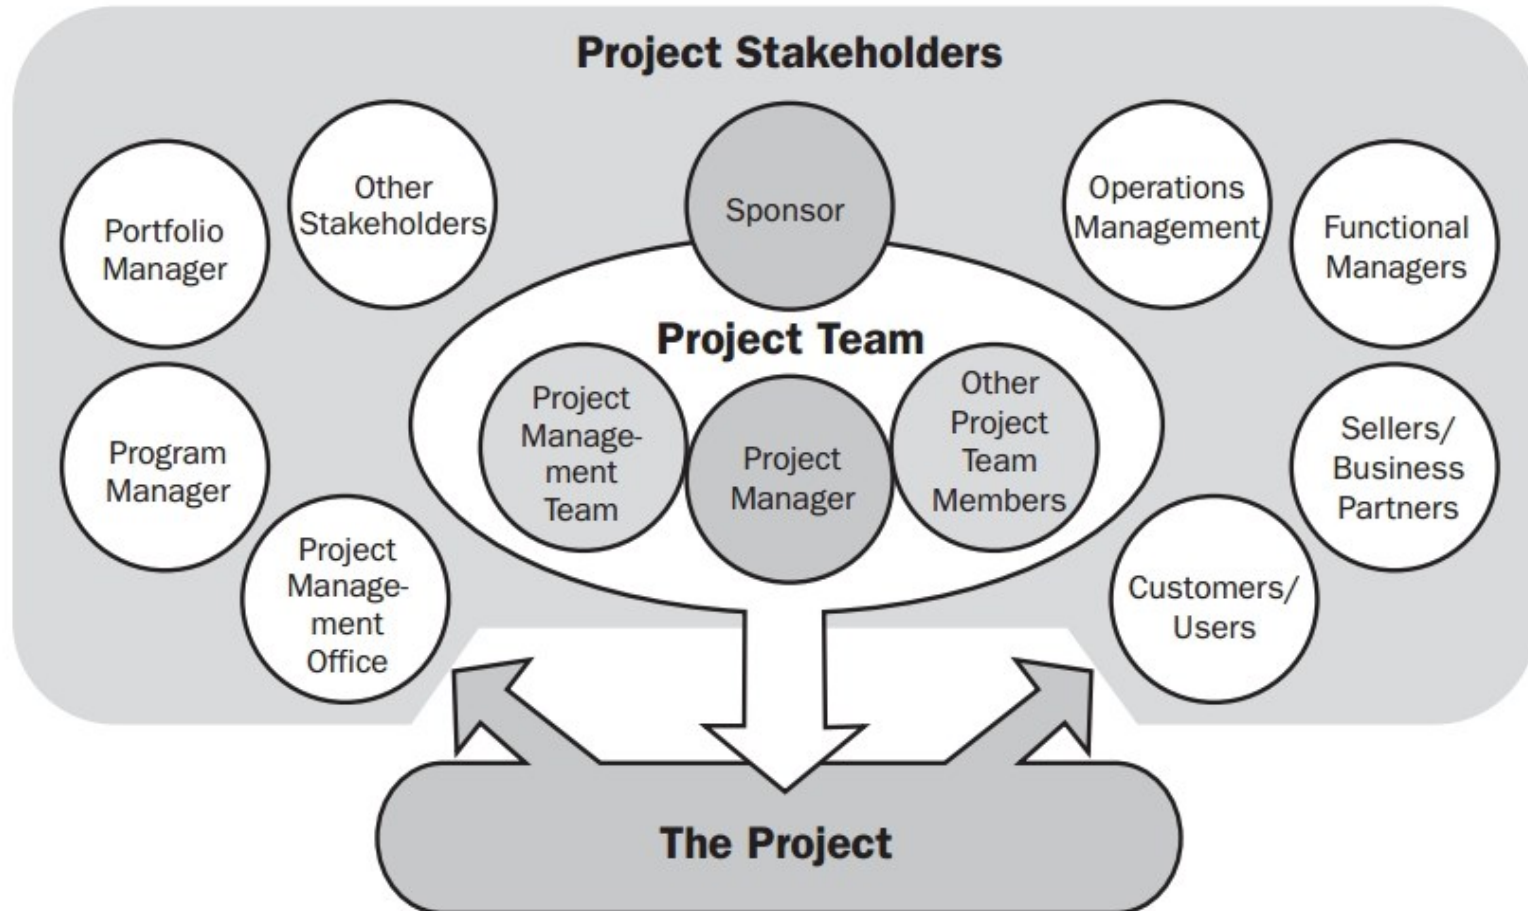 Project Stakeholders
Portfolio
Manager
Other
Stakeholders
Sponsor
Operations
Management
Functional
Managers
Project Team
Program
Manager
Project
Manage-
ment
Team
Project
Manager
Other
Project
Team
Members
Sellers/
Business
Partners
Project
Manage-
ment
Office
Customers/
Users
The Project